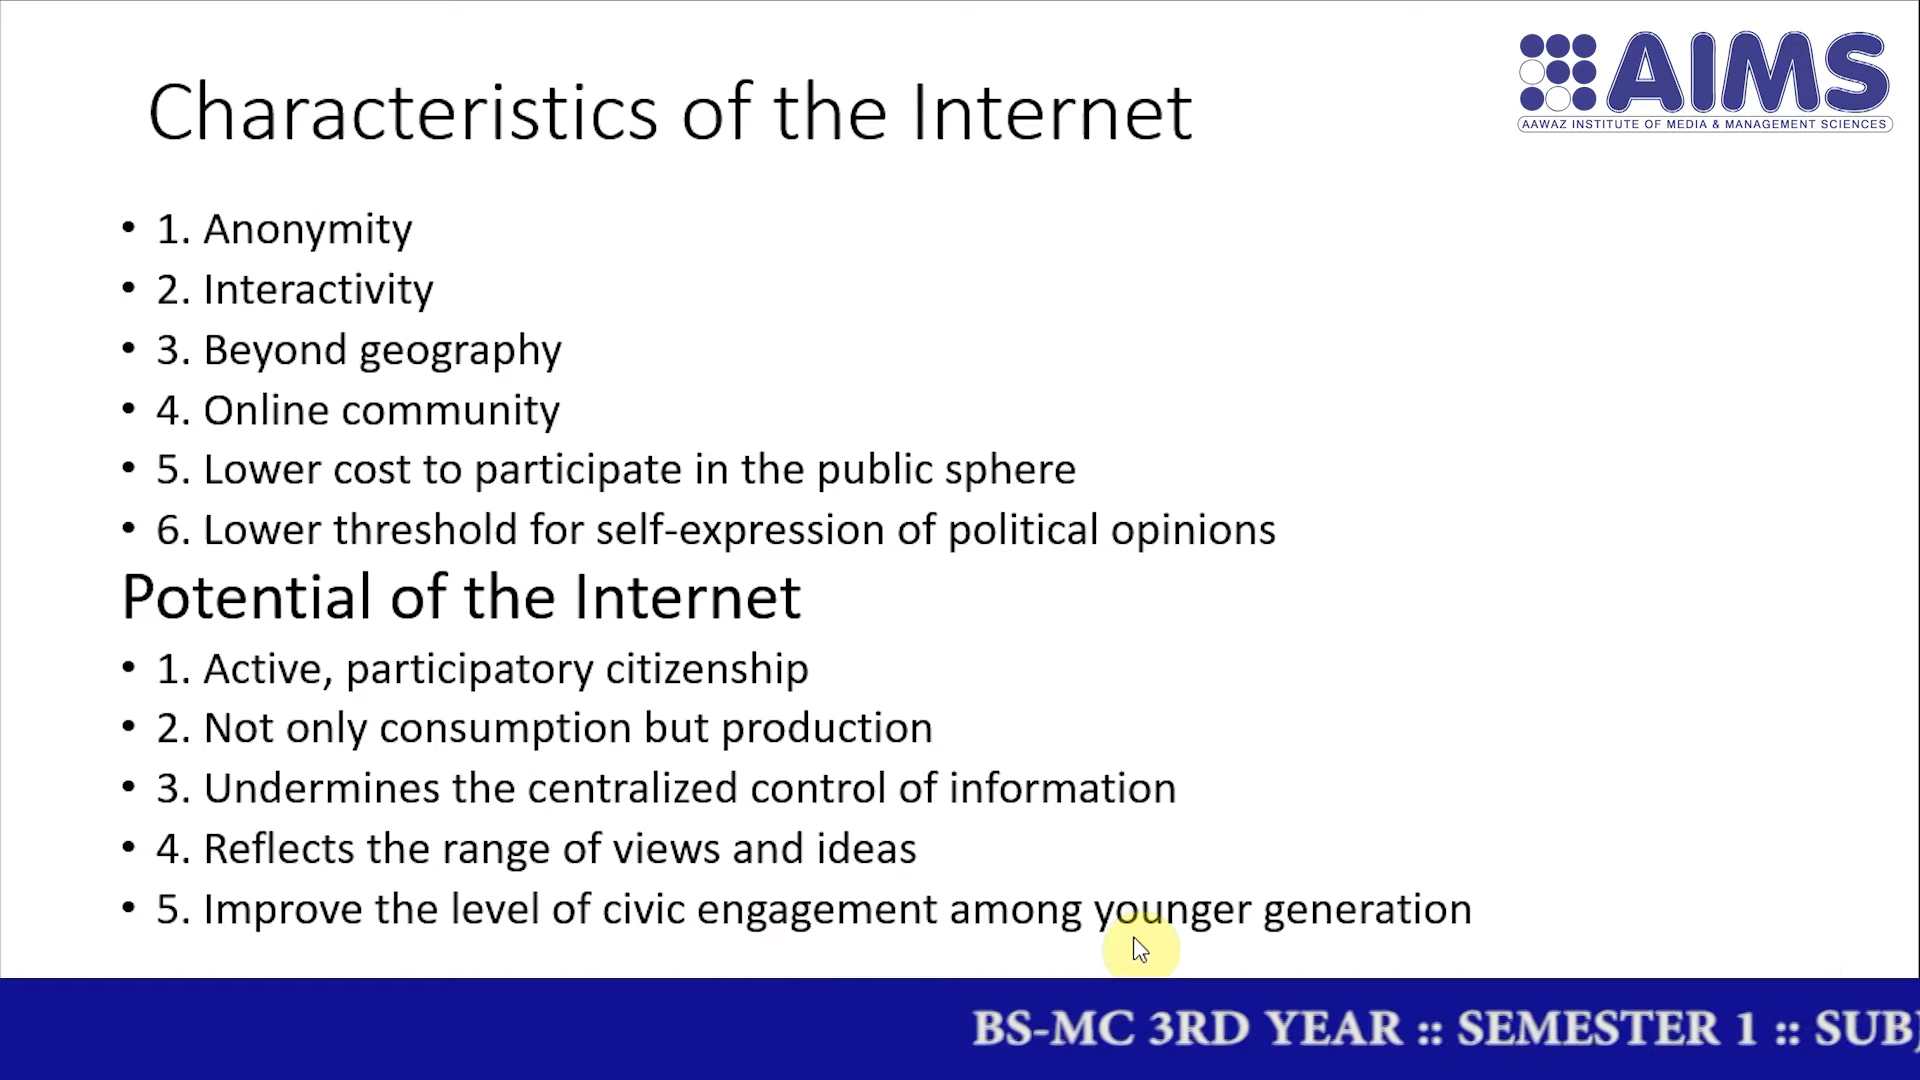 AIMS
AAWAZ INSTITUTE OF MEDIA & MANAGEMENT SCIENCES
Characteristics of the Internet
• 1. Anonymity
• 2. Interactivity
• 3. Beyond geography
• 4. Online community
• 5. Lower cost to participate in the public sphere
• 6. Lower threshold for self-expression of political opinions
Potential of the Internet
• 1. Active, participatory citizenship
• 2. Not only consumption but production
• 3. Undermines the centralized control of information
• 4. Reflects the range of views and ideas
• 5. Improve the level of civic engagement among younger generation
BS-MC 3RD YEAR :: SEMESTER 1 ::